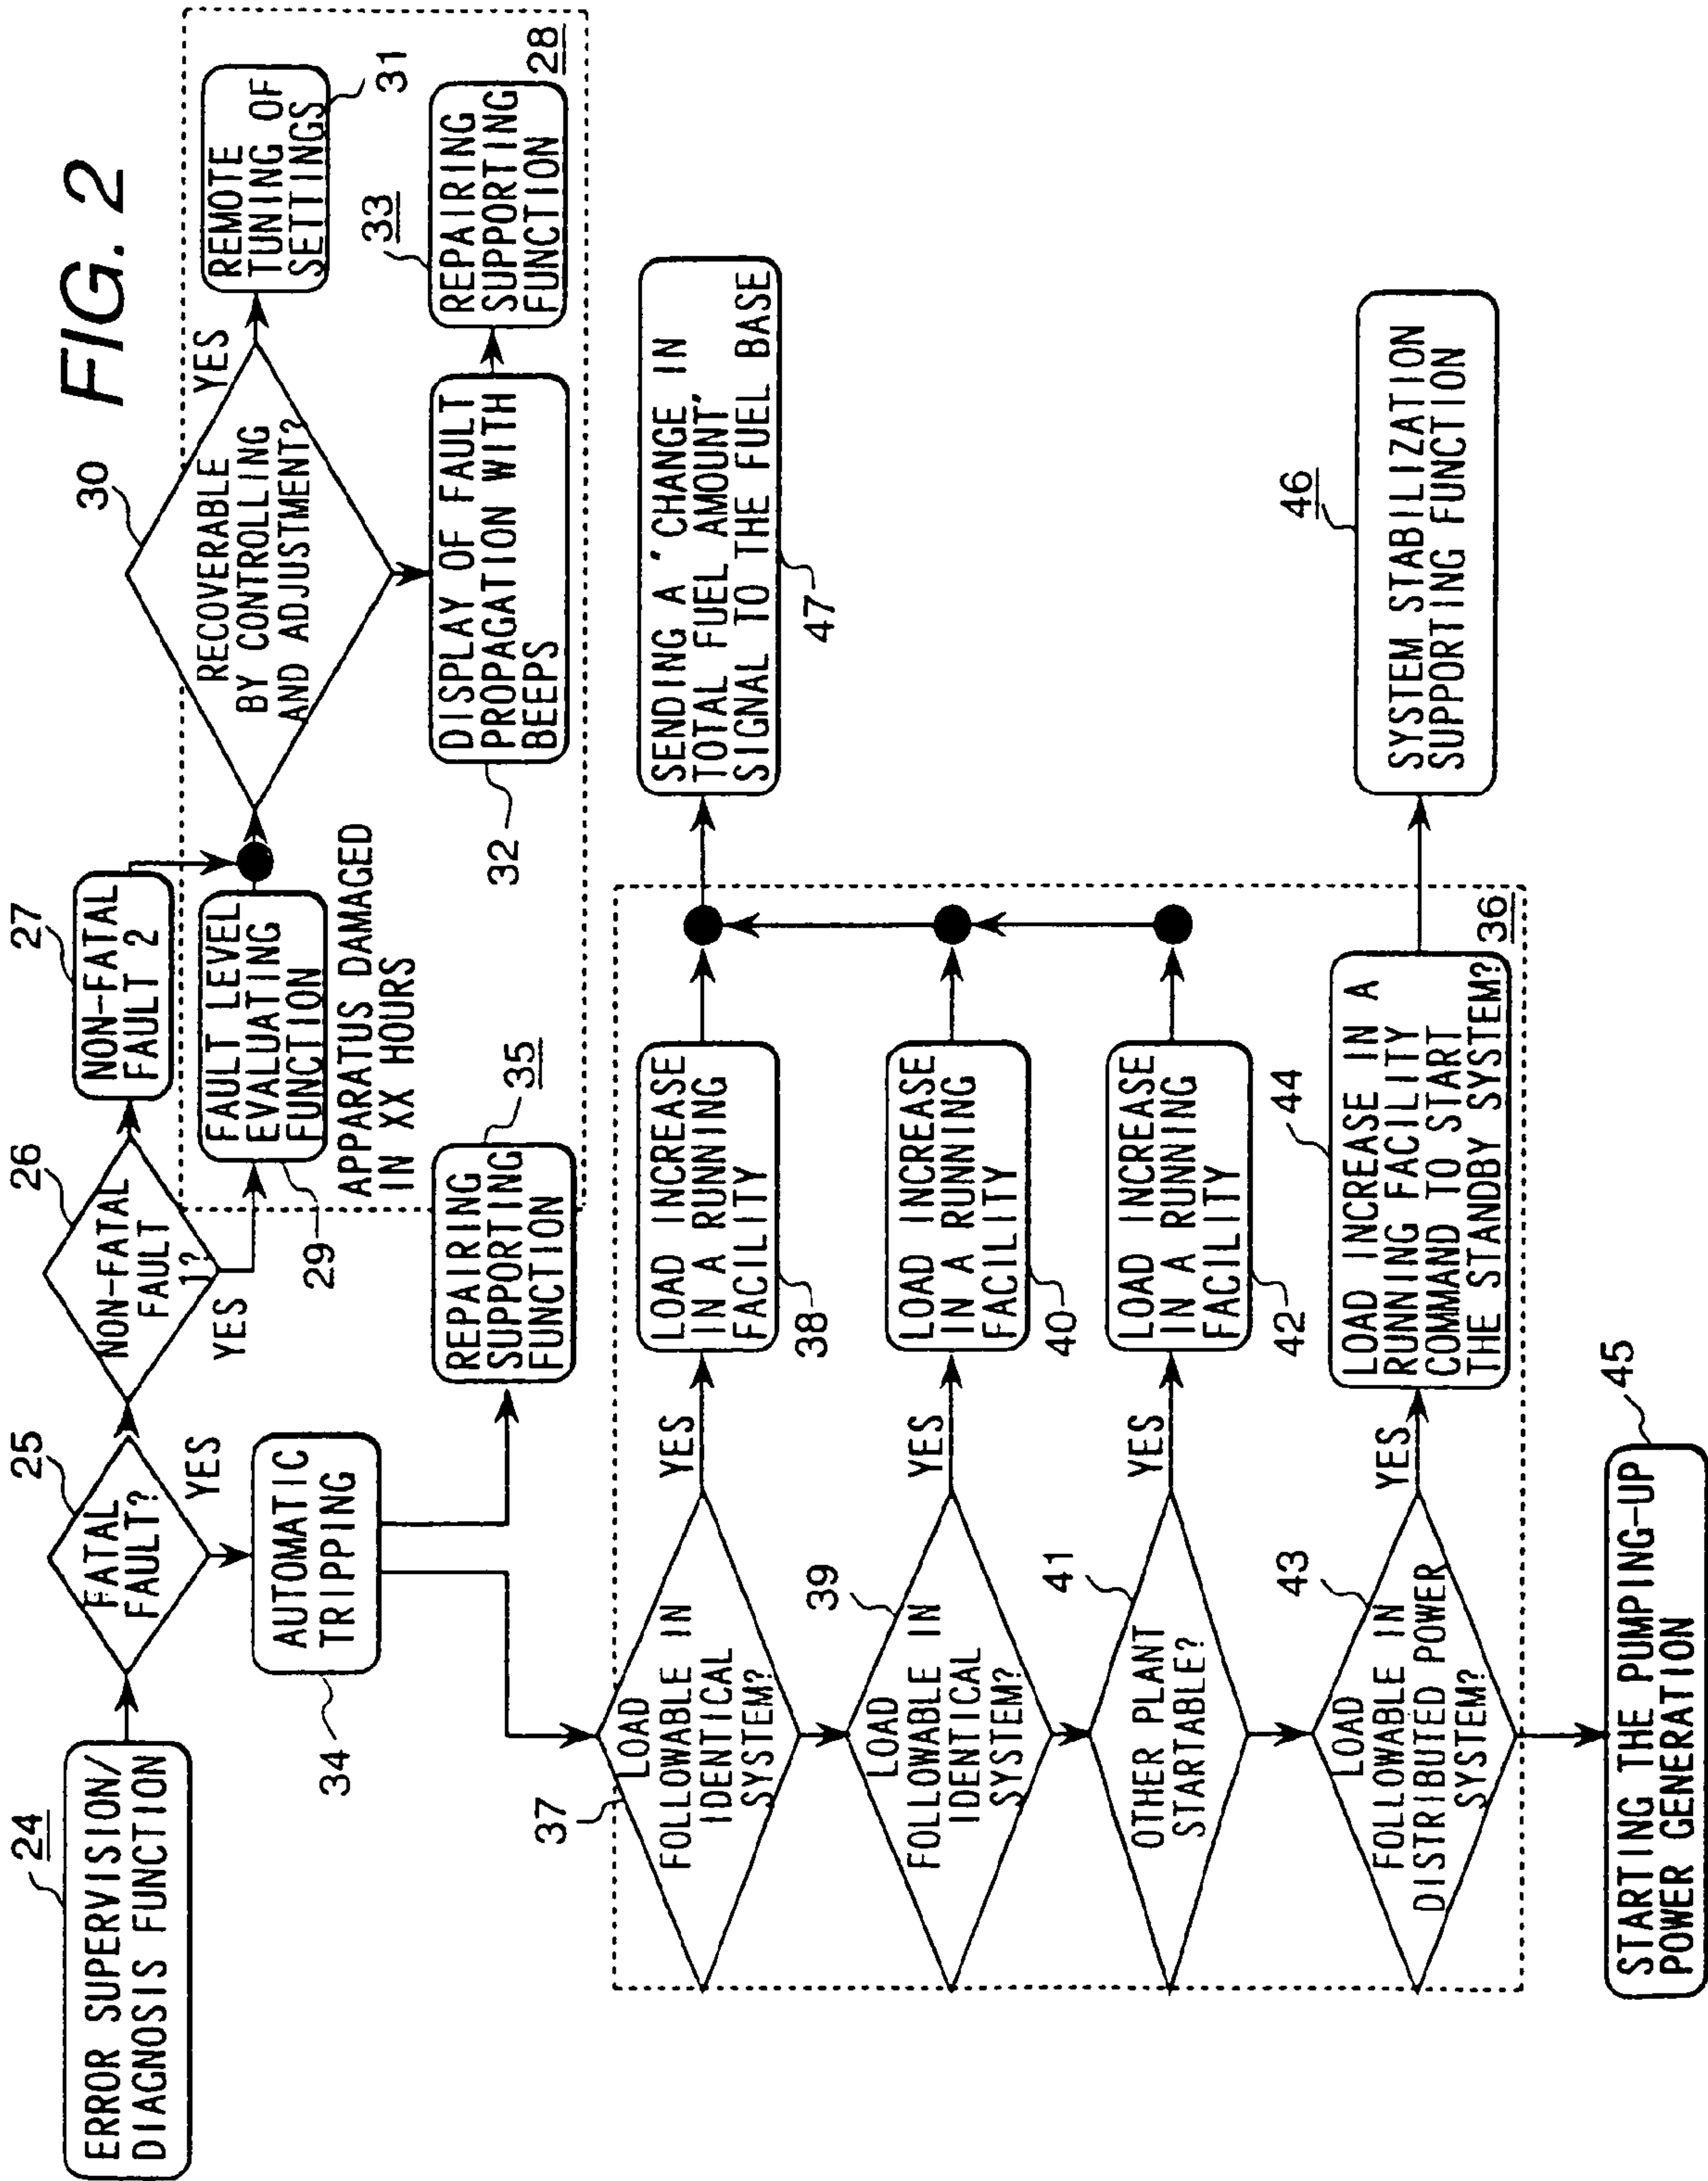 FIG. 2
24
ERROR SUPERVISION/
DIAGNOSIS FUNCTION
25
FATAL
FAULT?
YES
26
NON-FATAL
FAULT
1?
YES
27
NON-FATAL
FAULT 2
FAULT LEVEL
EVALUATING
FUNCTION
29
APPARATUS DAMAGED
IN XX HOURS
30
RECOVERABLE
BY CONTROLLING
AND ADJUSTMENT?
YES
REMOTE
TUNING OF
SETTINGS
31
DISPLAY OF FAULT
PROPAGATION WITH
BEEPS
32
33
REPAIRING
SUPPORTING
FUNCTION
28
AUTOMATIC
TRIPPING
34
REPAIRING
SUPPORTING
FUNCTION
35
37
LOAD
FOLLOWABLE IN
IDENTICAL
SYSTEM?
YES
LOAD INCREASE
IN A RUNNING
FACILITY
38
SENDING A 'CHANGE IN
TOTAL FUEL AMOUNT'
SIGNAL TO THE FUEL BASE
47
39
LOAD
FOLLOWABLE IN
IDENTICAL
SYSTEM?
YES
LOAD INCREASE
IN A RUNNING
FACILITY
40
41
OTHER PLANT
STARTABLE?
YES
LOAD INCREASE
IN A RUNNING
FACILITY
42
43
LOAD
FOLLOWABLE IN
DISTRIBUTED POWER
SYSTEM?
YES
44
LOAD INCREASE IN A
RUNNING FACILITY
COMMAND TO START
THE STANDBY SYSTEM?
36
46
SYSTEM STABILIZATION
SUPPORTING FUNCTION
45
STARTING THE PUMPING-UP
POWER GENERATION